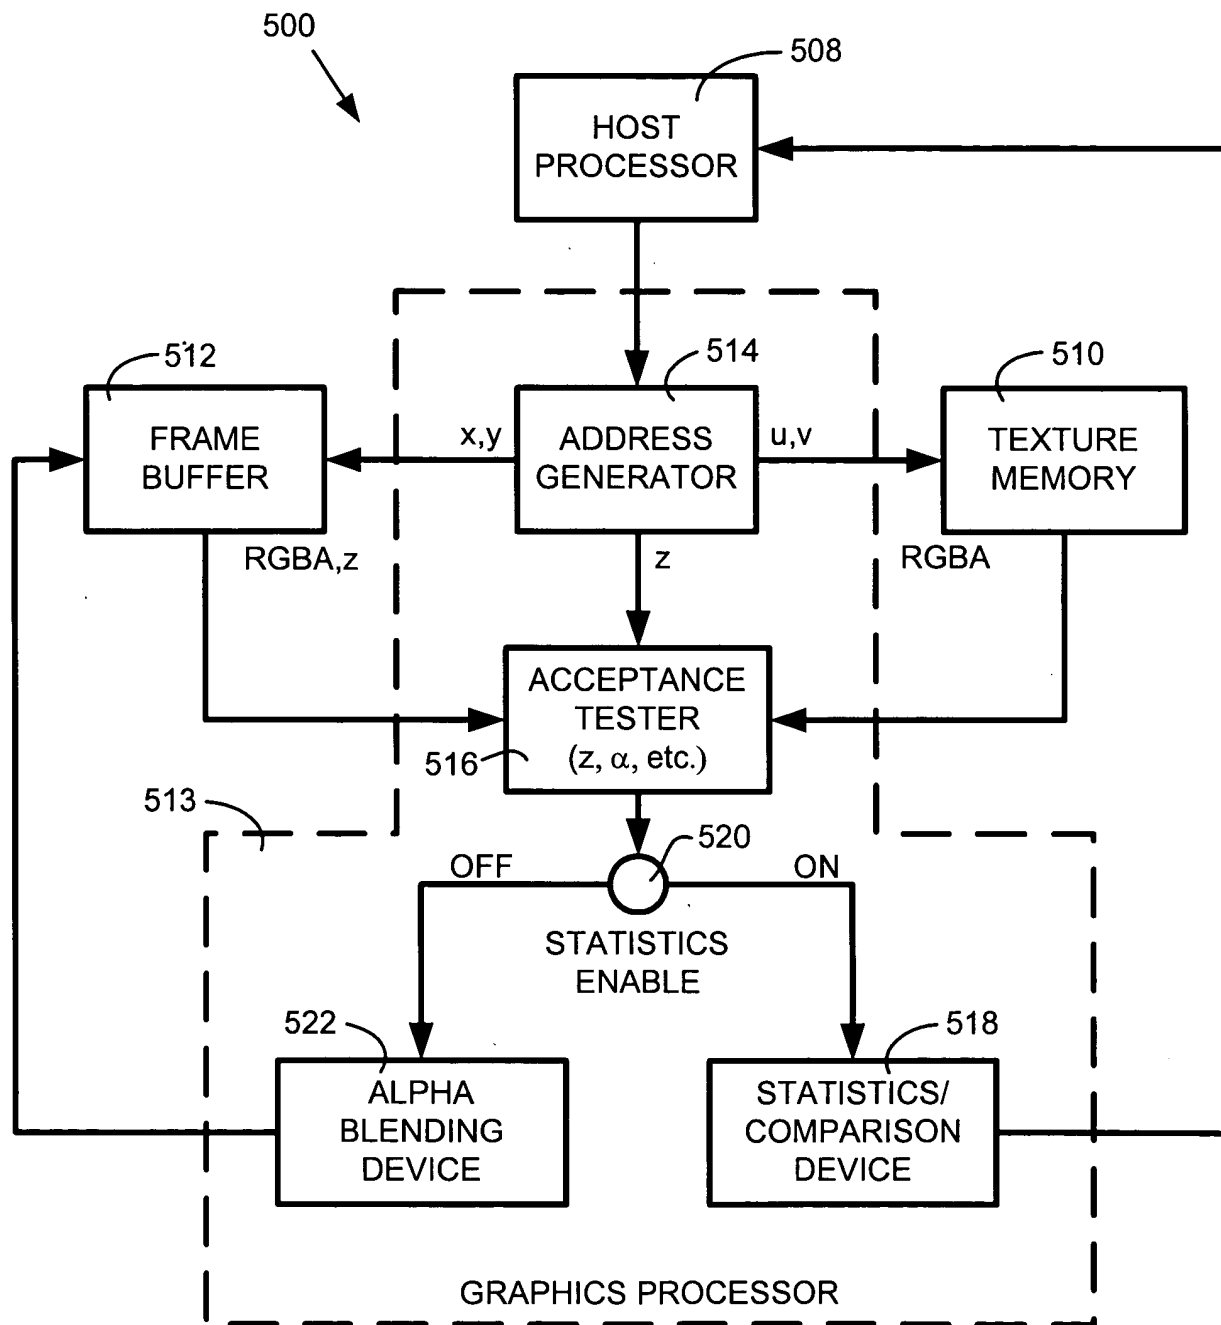 500
508
HOST
PROCESSOR
512
514
510
FRAME
BUFFER
x,y
ADDRESS
GENERATOR
u,v
TEXTURE
MEMORY
RGBA,z
z
RGBA
ACCEPTANCE
TESTER
(z, α, etc.)
516
513
520
OFF
ON
STATISTICS
ENABLE
522
518
ALPHA
BLENDING
DEVICE
STATISTICS/
COMPARISON
DEVICE
GRAPHICS PROCESSOR